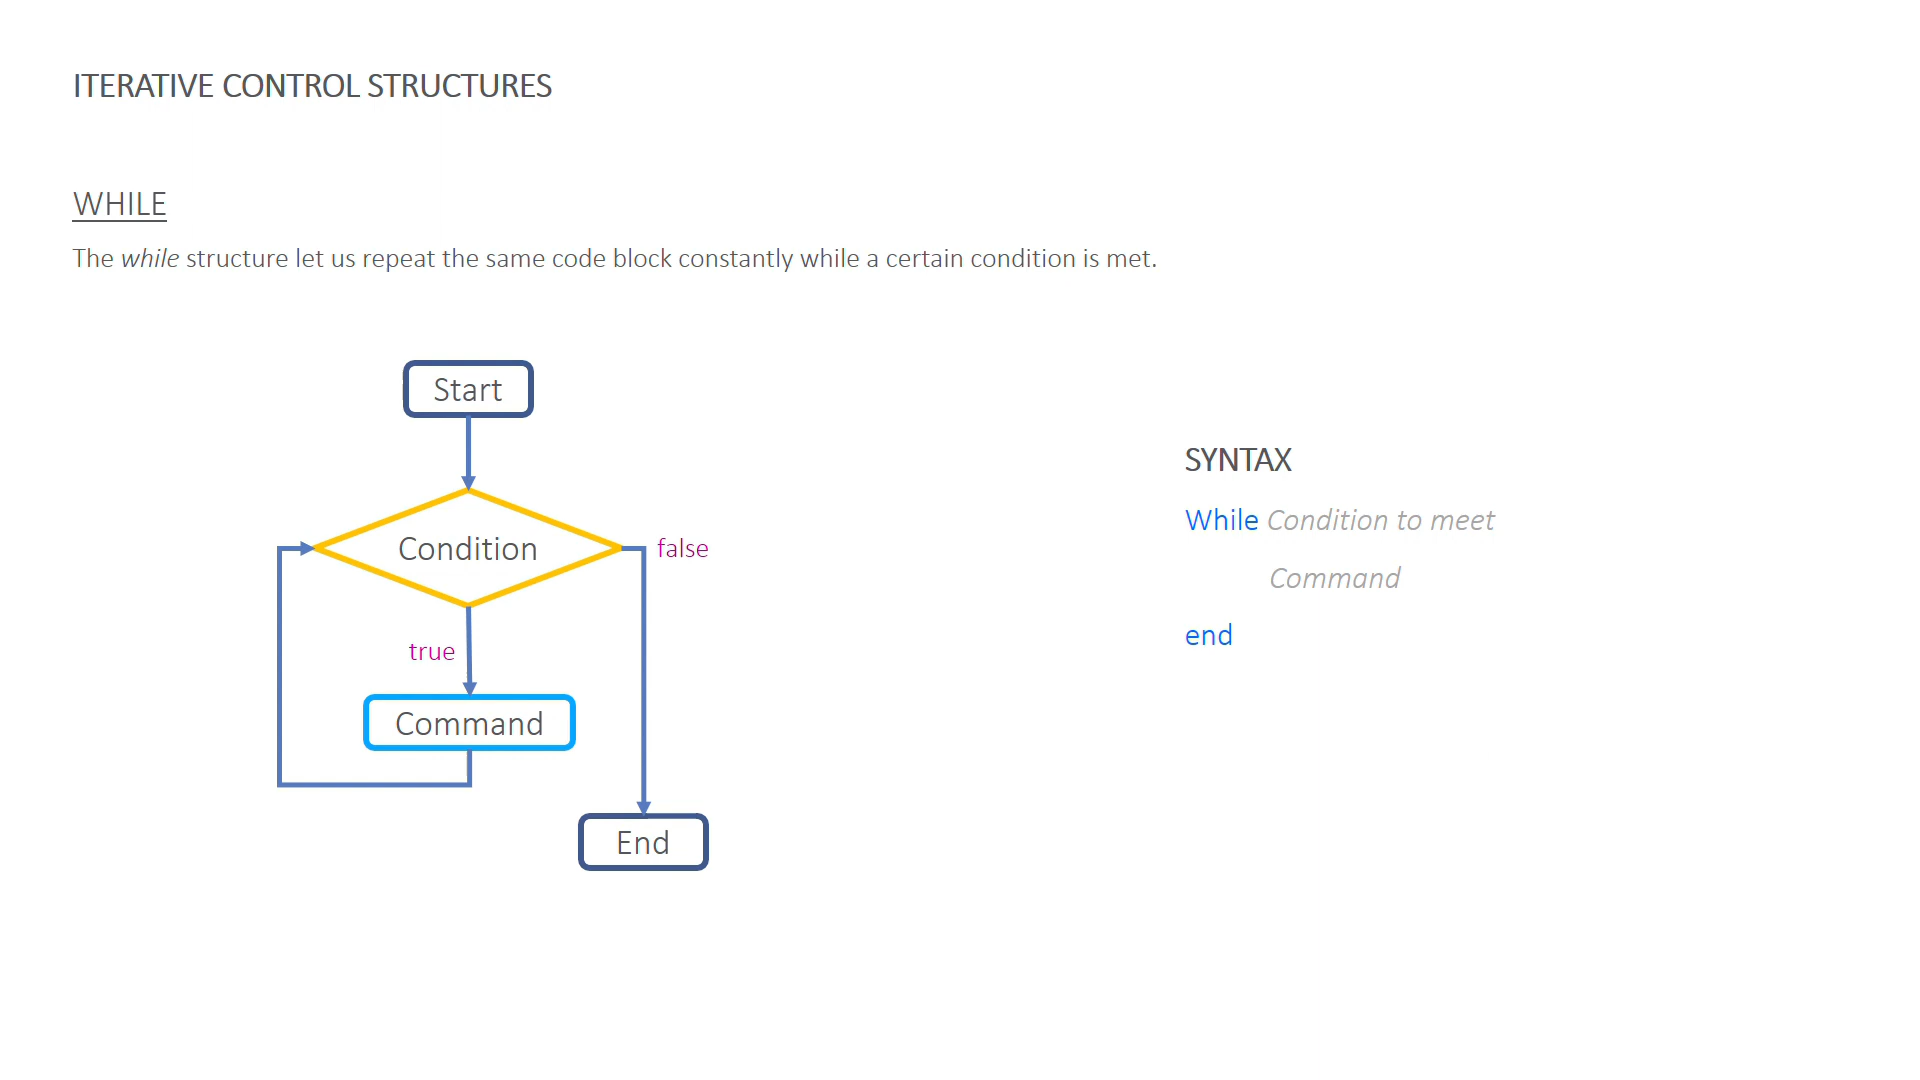 ITERATIVE CONTROL STRUCTURES
WHILE
The while structure let us repeat the same code block constantly while a certain condition is met.
Start
Condition
false
true
Command
End
SYNTAX
While Condition to meet
Command
end